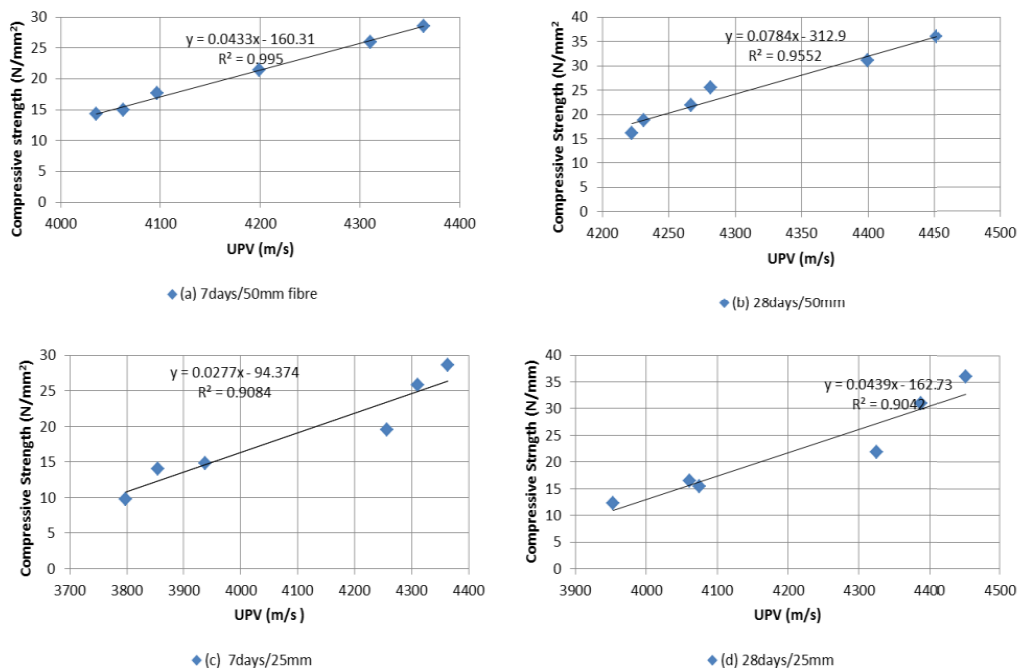 Compressive strength (N/mm²)
30
25
20
15
10
5
0
y = 0.0433x - 160.31
R² = 0.995
4000 4100 4200 4300 4400
UPV (m/s)
(a) 7days/50mm fibre
Compressive Strength (N/mm²
40
35
30
25
20
15
10
5
0
y = 0.0784x - 312.9
R² = 0.9552
4200 4250 4300 4350 4400 4450 4500
UPV (m/s)
(b) 28days/50mm
Compressive Strength (N/mm²)
30
25
20
15
10
5
0
y = 0.0277x - 94.374
R² = 0.9084
3700 3800 3900 4000 4100 4200 4300 4400
UPV (m/s )
(c) 7days/25mm
Compressive Strngth (N/mm)
40
35
30
25
20
15
10
5
0
y = 0.0439x - 162.73
R² = 0.9042
3900 4000 4100 4200 4300 4400 4500
UPV (m/s)
(d) 28days/25mm